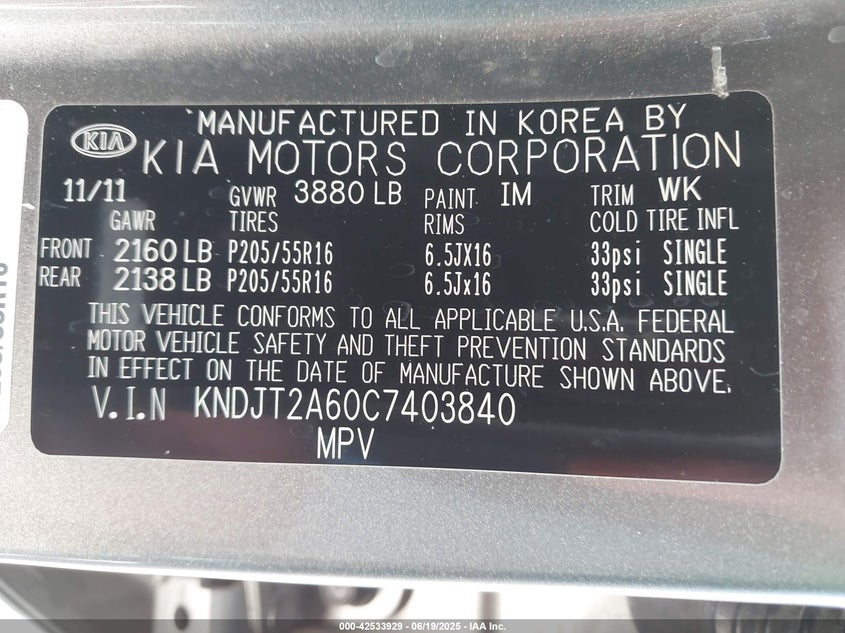 MANUFACTURED IN KOREA BY
KIA
KIA MOTORS CORPORATION
11/11 GVWR 3880 LB PAINT IM TRIM WK
GAWR TIRES RIMS COLD TIRE INFL
FRONT 2160 LB P205/55R16 6.5JX16 33psi SINGLE
REAR 2138 LB P205/55R16 6.5Jx16 33psi SINGLE
THIS VEHICLE CONFORMS TO ALL APPLICABLE U.S.A. FEDERAL
MOTOR VEHICLE SAFETY AND THEFT PREVENTION STANDARDS
IN EFFECT ON THE DATE OF MANUFACTURE SHOWN ABOVE.
V.I.N KNDJT2A60C7403840
MPV
000-42533929 - 06/19/2025 - IAA Inc.